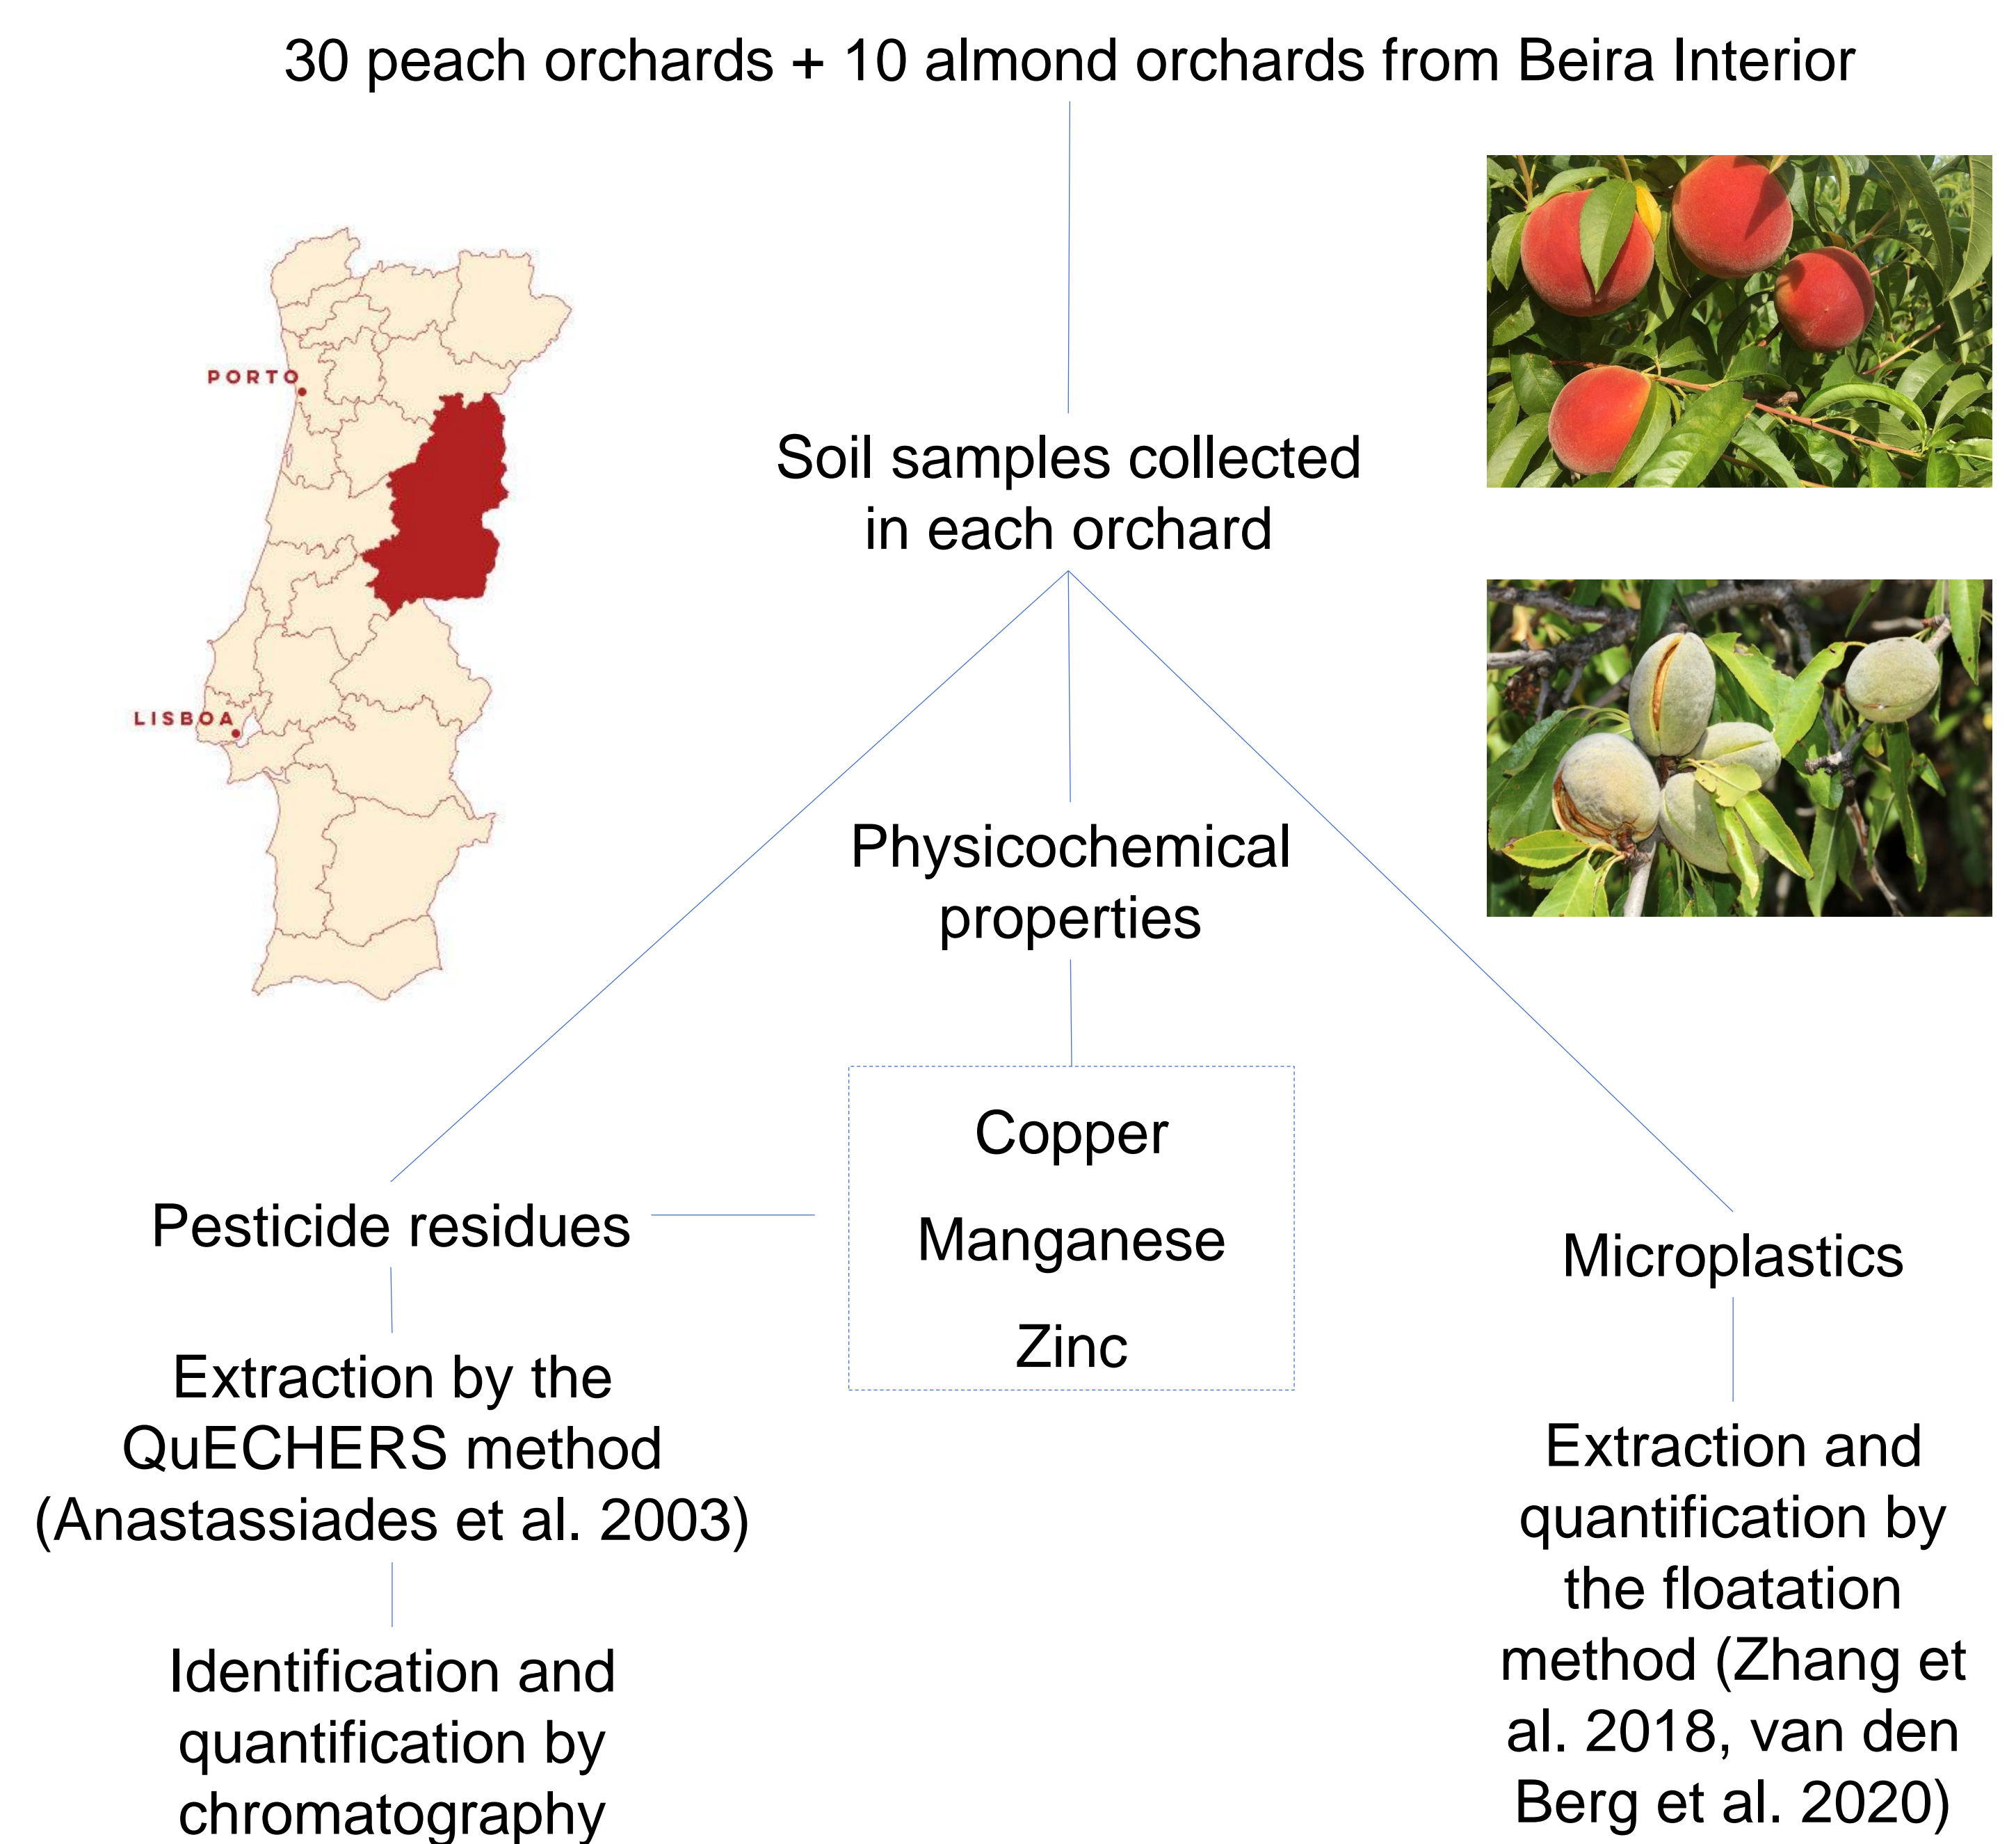 30 peach orchards + 10 almond orchards from Beira Interior
PORTO
LISBOA
Soil samples collected
in each orchard
Physicochemical
properties
Copper
Manganese
Zinc
Pesticide residues
Extraction by the
QuECHERS method
(Anastassiades et al. 2003)
Identification and
quantification by
chromatography
Microplastics
Extraction and
quantification by
the floatation
method (Zhang et
al. 2018, van den
Berg et al. 2020)